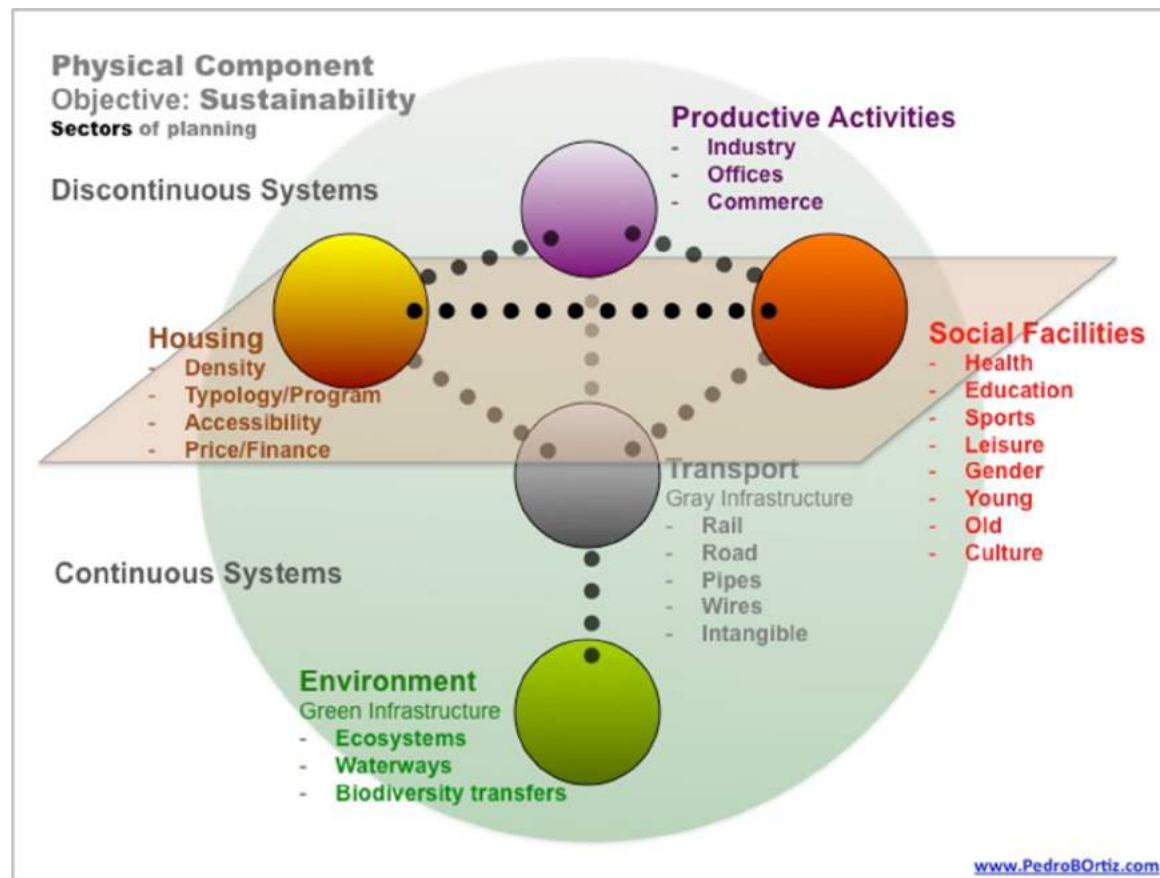 Physical Component
Objective: Sustainability
Sectors of planning
Discontinuous Systems
Productive Activities
- Industry
- Offices
- Commerce
Housing
- Density
- Typology/Program
- Accessibility
- Price/Finance
Social Facilities
- Health
- Education
- Sports
- Leisure
- Gender
- Young
- Old
- Culture
Transport
Gray Infrastructure
- Rail
- Road
- Pipes
- Wires
- Intangible
Continuous Systems
Environment
Green Infrastructure
- Ecosystems
- Waterways
- Biodiversity transfers
www.PedroBOrtiz.com